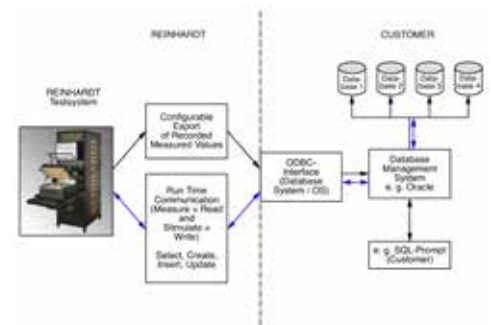 REINHARDT
CUSTOMER
REINHARDT
Testsystem
Configurable
Export
of Recorded
Measured Values
Run Time
Communication
(Measure = Read
and
Stimulate =
Write)
Select, Create,
Insert, Update
ODBC-
Interface
(Database
System / OS)
Data-
base 1
Data-
base 2
Data-
base 3
Data-
base 4
Database
Management
System
e. g. Oracle
e. g. SQL-Prompt
(Customer)